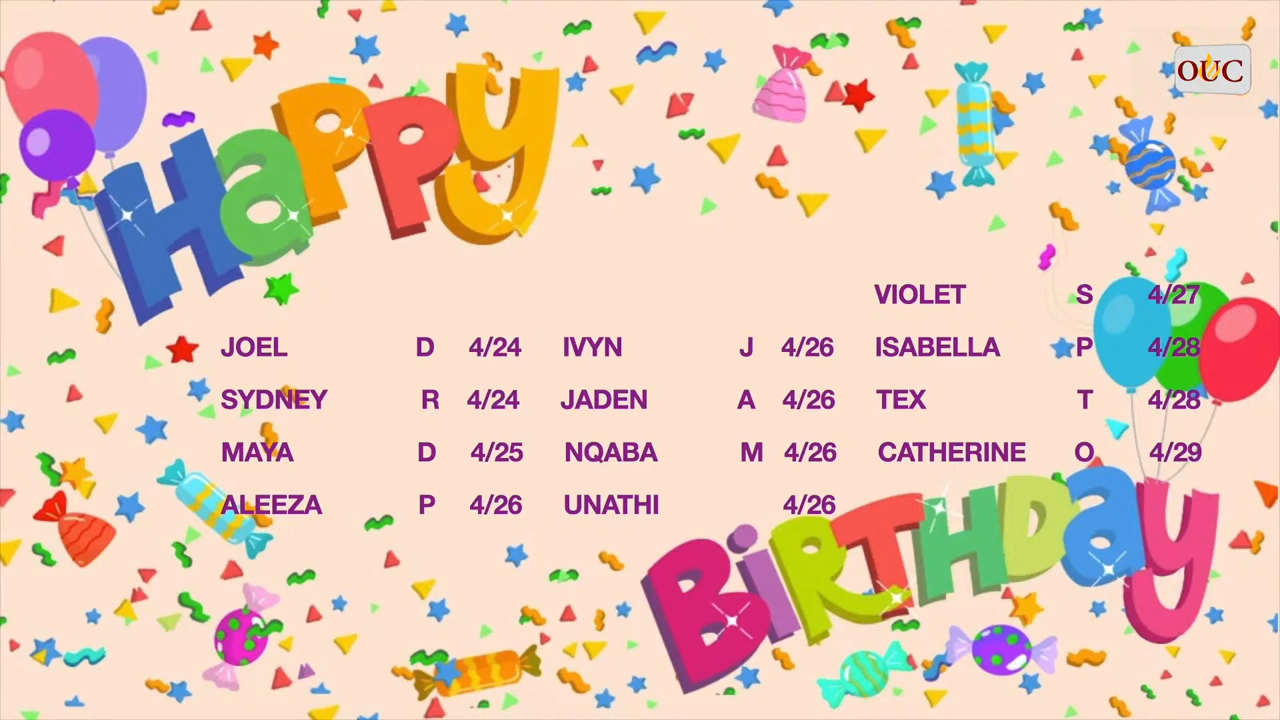 OUC
HAPPY
VIOLET S 4/27
JOEL D 4/24 IVYN J 4/26 ISABELLA P 4/28
SYDNEY R 4/24 JADEN A 4/26 TEX T 4/28
MAYA D 4/25 NQABA M 4/26 CATHERINE O 4/29
ALEEZA P 4/26 UNATHI 4/26
BiRTHDay